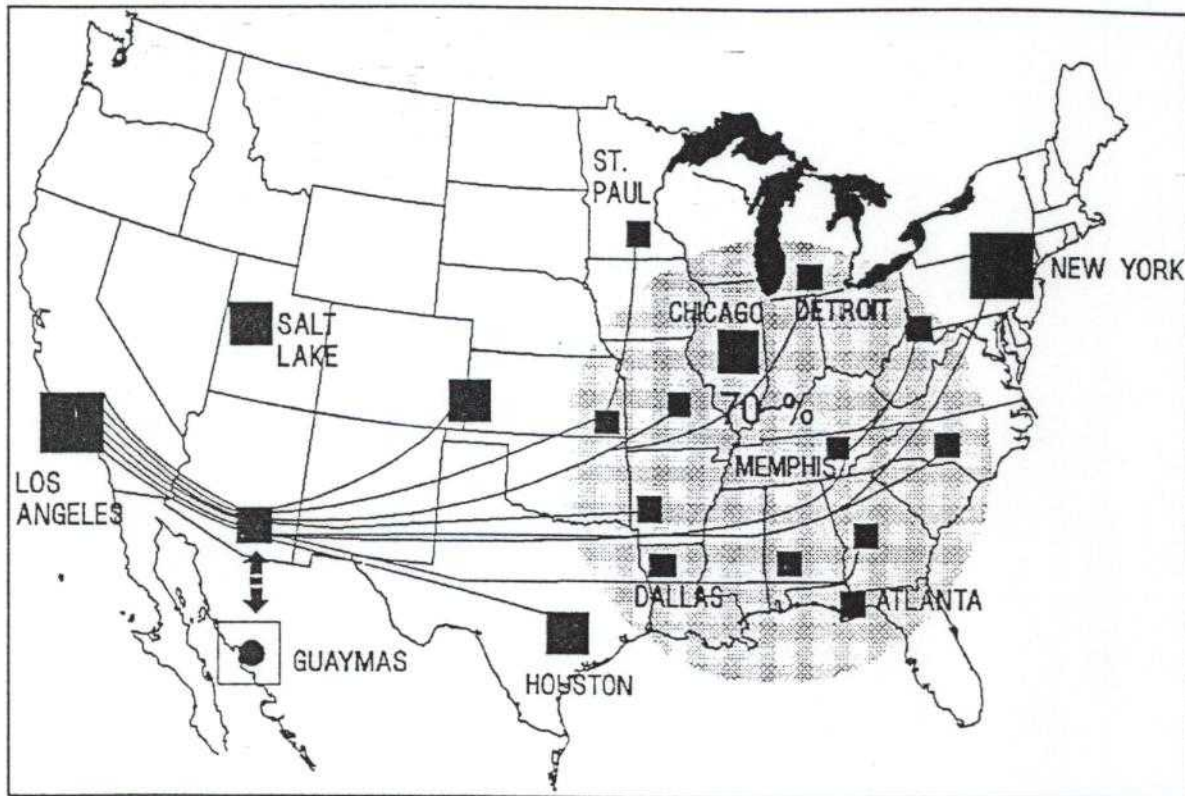 ST.
PAUL
NEW YORK
CHICAGO
DETROIT
SALT
LAKE
70 %
MEMPHIS
LOS
ANGELES
DALLAS
ATLANTA
GUAYMAS
HOUSTON